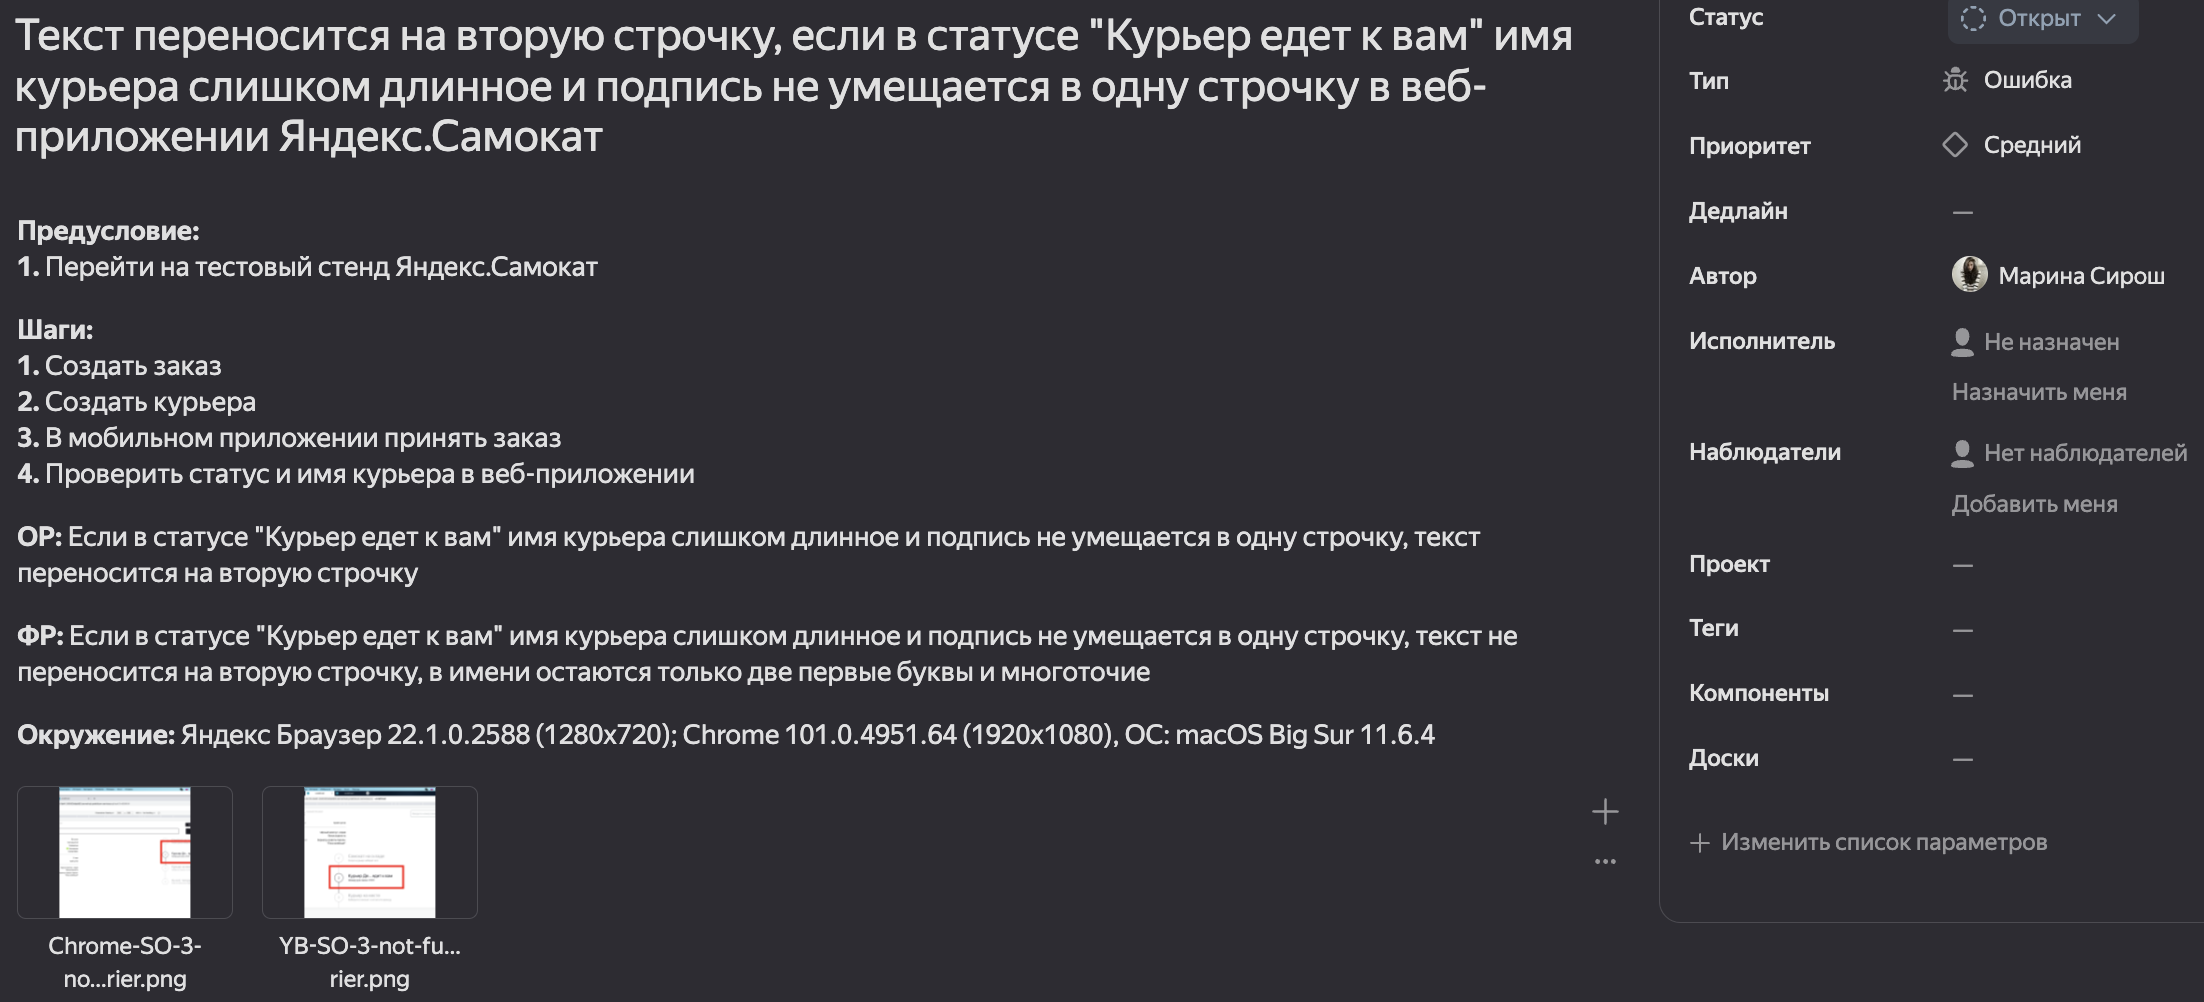 Текст переносится на вторую строчку, если в статусе "Курьер едет к вам" имя
курьера слишком длинное и подпись не умещается в одну строчку в веб-
приложении Яндекс.Самокат
Предусловие:
1. Перейти на тестовый стенд Яндекс.Самокат
Шаги:
1. Создать заказ
2. Создать курьера
3. В мобильном приложении принять заказ
4. Проверить статус и имя курьера в веб-приложении
ОР: Если в статусе "Курьер едет к вам" имя курьера слишком длинное и подпись не умещается в одну строчку, текст
переносится на вторую строчку
ФР: Если в статусе "Курьер едет к вам" имя курьера слишком длинное и подпись не умещается в одну строчку, текст не
переносится на вторую строчку, в имени остаются только две первые буквы и многоточие
Окружение: Яндекс Браузер 22.1.0.2588 (1280x720); Chrome 101.0.4951.64 (1920x1080), ОС: macOS Big Sur 11.6.4
Chrome-SO-3-
no...rier.png
YB-SO-3-not-fu...
rier.png
Статус Открыт
Тип Ошибка
Приоритет Средний
Дедлайн —
Автор Марина Сирош
Исполнитель Не назначен
Назначить меня
Наблюдатели Нет наблюдателей
Добавить меня
Проект —
Теги —
Компоненты —
Доски —
Изменить список параметров